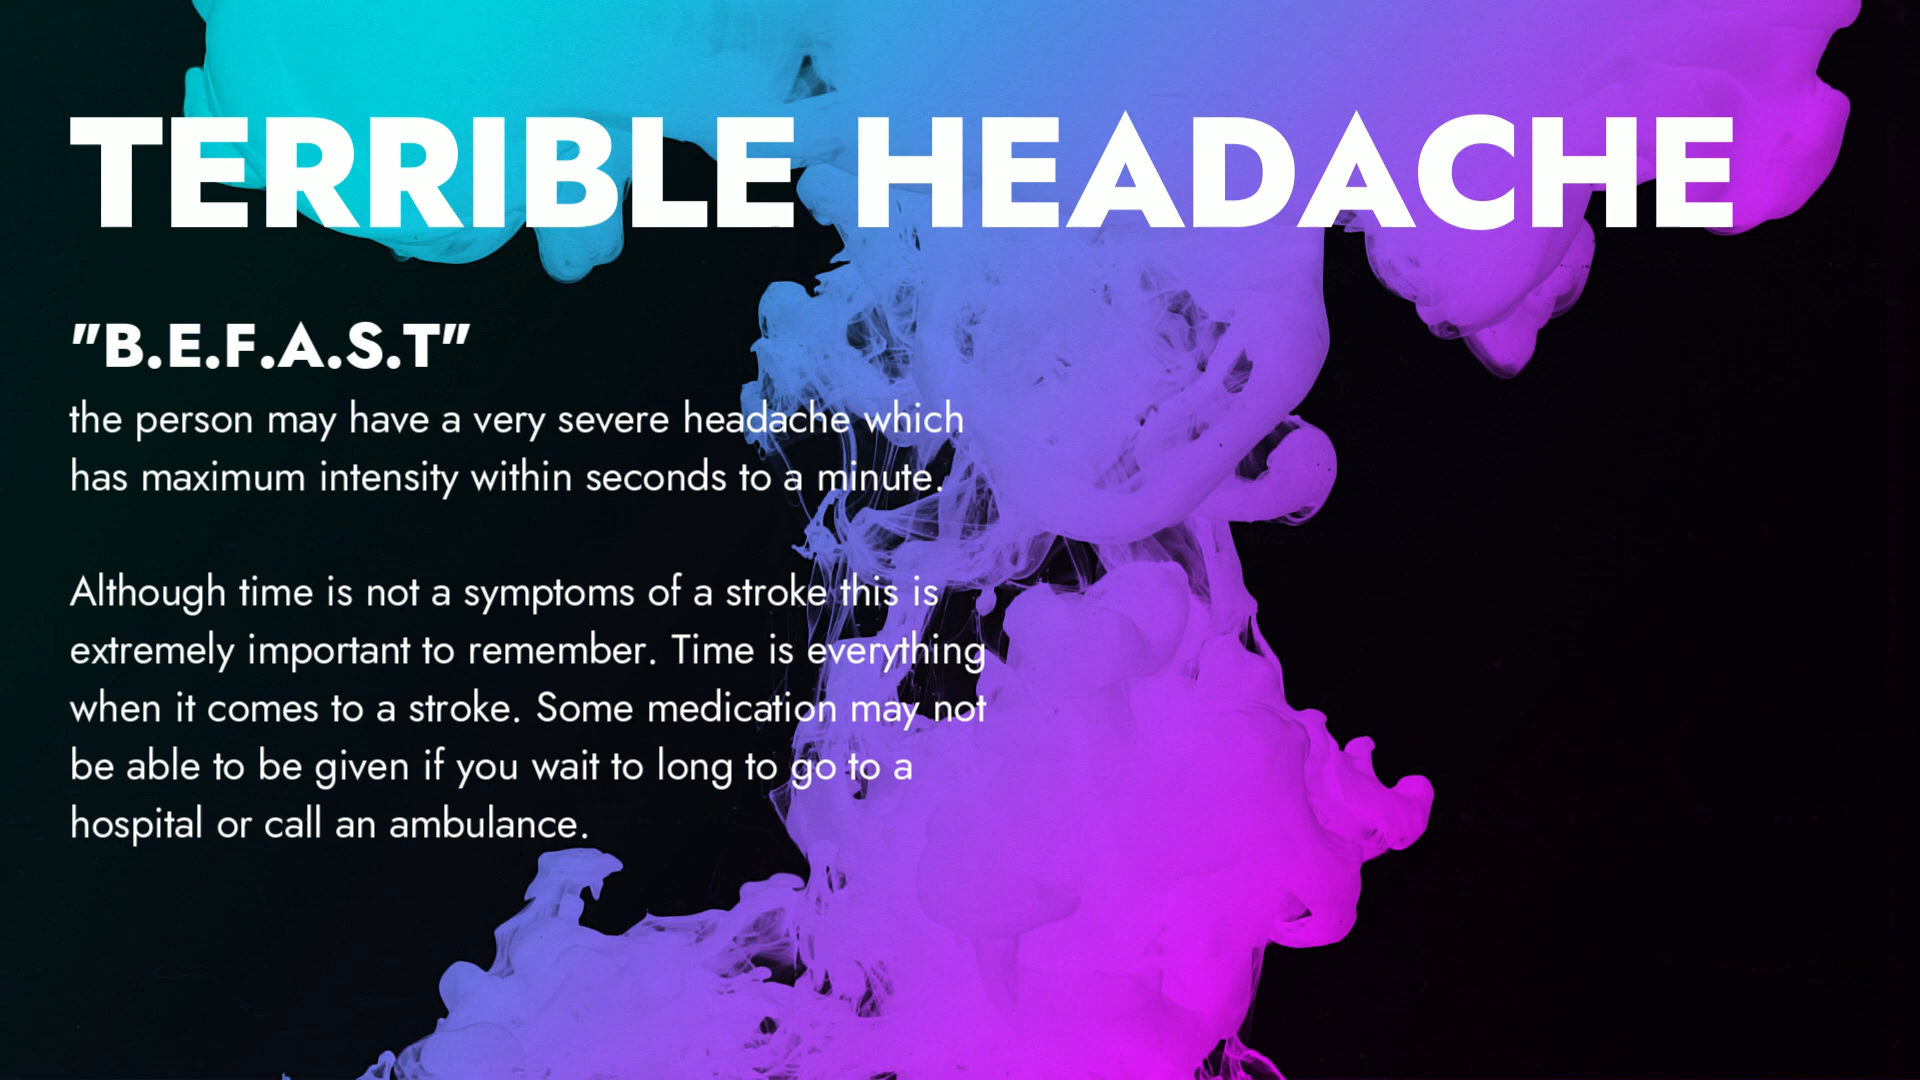 TERRIBLE HEADACHE
"B.E.F.A.S.T"
the person may have a very severe headache which
has maximum intensity within seconds to a minute.
Although time is not a symptoms of a stroke this is
extremely important to remember. Time is everything
when it comes to a stroke. Some medication may not
be able to be given if you wait to long to go to a
hospital or call an ambulance.